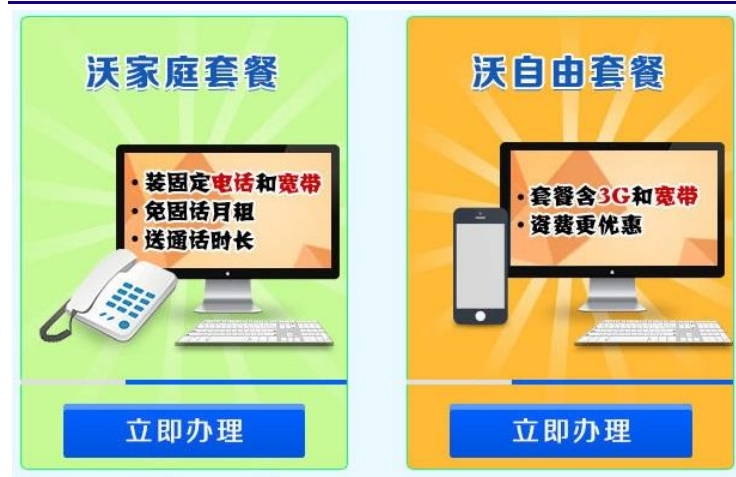 沃家庭套餐
·装固定电话和宽带
·免固话月租
·送通话时长
立即办理
沃自由套餐
·套餐含3G和宽带
·资费更优惠
立即办理